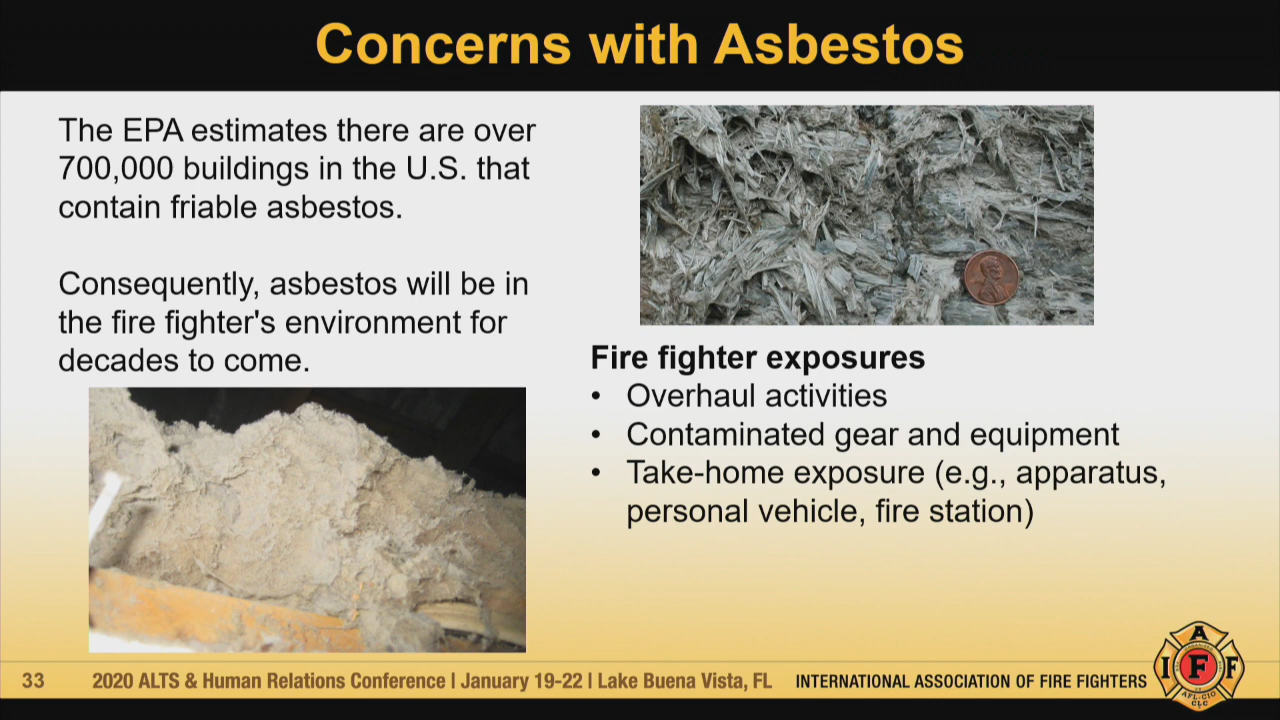 Concerns with Asbestos
The EPA estimates there are over
700,000 buildings in the U.S. that
contain friable asbestos.
Consequently, asbestos will be in
the fire fighter's environment for
decades to come.
Fire fighter exposures
• Overhaul activities
• Contaminated gear and equipment
• Take-home exposure (e.g., apparatus,
personal vehicle, fire station)
33 2020 ALTS & Human Relations Conference | January 19-22 | Lake Buena Vista, FL INTERNATIONAL ASSOCIATION OF FIRE FIGHTERS
A
I F F
AFL-CIO
CLC